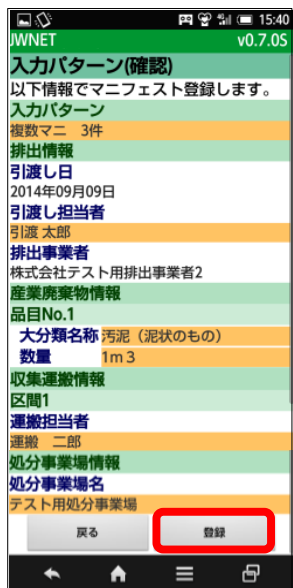 15:40
JWNET v0.7.0S
入力パターン(確認)
以下情報でマニフェスト登録します。
入力パターン
複数マニ 3件
排出情報
引渡し日
2014年09月09日
引渡し担当者
引渡 太郎
排出事業者
株式会社テスト用排出事業者2
産業廃棄物情報
品目No.1
大分類名称 汚泥（泥状のもの）
数量 1m3
収集運搬情報
区間1
運搬担当者
運搬 二郎
処分事業場情報
処分事業場名
テスト用処分事業場
戻る 登録